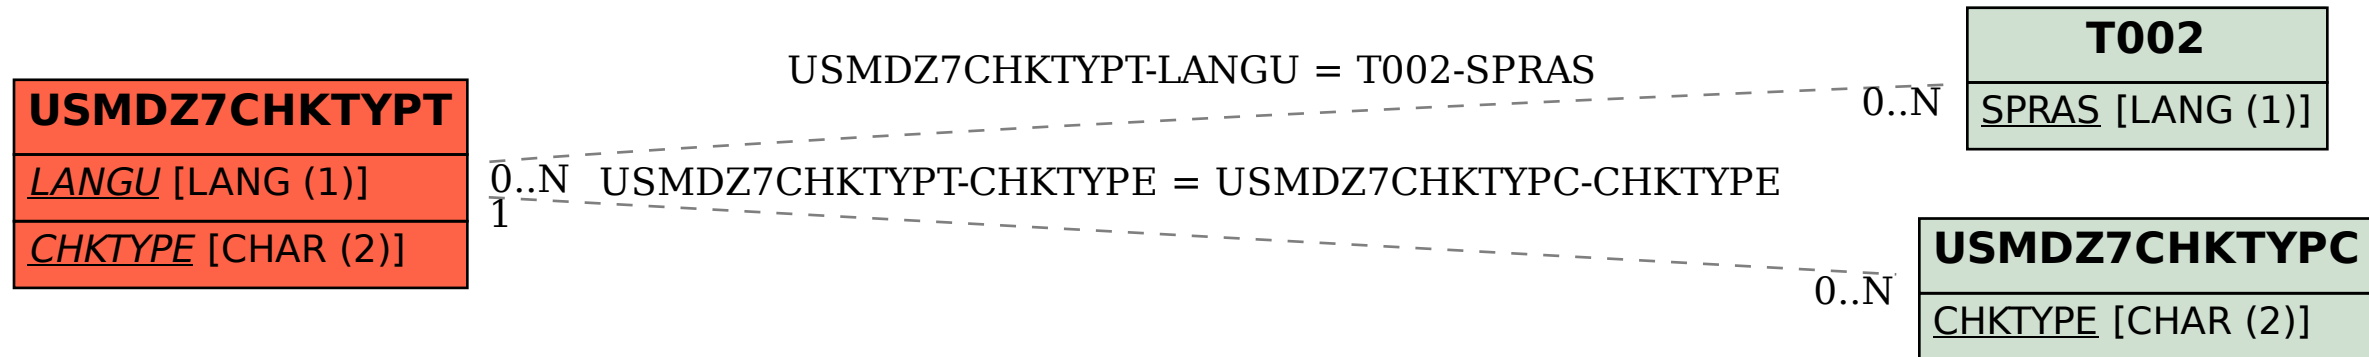 USMDZ7CHKTYPT
LANGU [LANG (1)]
CHKTYPE [CHAR (2)]
USMDZ7CHKTYPT-LANGU = T002-SPRAS
0..N
0..N
USMDZ7CHKTYPT-CHKTYPE = USMDZ7CHKTYPC-CHKTYPE
1
0..N
T002
SPRAS [LANG (1)]
USMDZ7CHKTYPC
CHKTYPE [CHAR (2)]